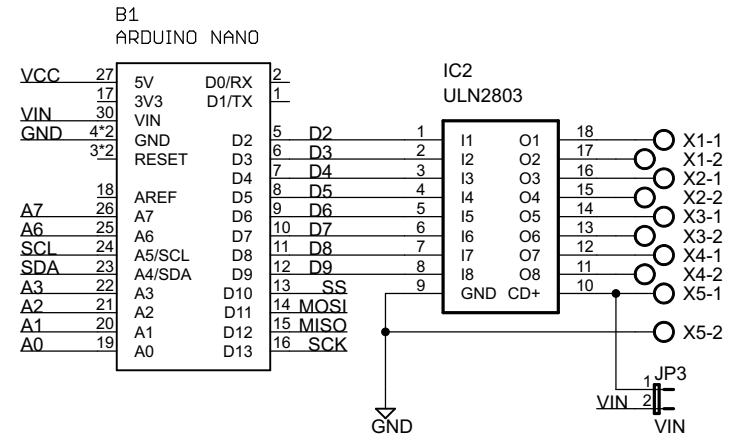 B1
ARDUINO NANO
IC2
ULN2803
VCC 27 5V D0/RX 2
17 3V3 D1/TX 1
VIN 30 VIN
GND 4*2 GND D2 5 D2 1 I1 O1 18 X1-1
3*2 RESET D3 6 D3 2 I2 O2 17 X1-2
D4 7 D4 3 I3 O3 16 X2-1
18 AREF D5 8 D5 4 I4 O4 15 X2-2
A7 26 A7 D6 9 D6 5 I5 O5 14 X3-1
A6 25 A6 D7 10 D7 6 I6 O6 13 X3-2
SCL 24 A5/SCL D8 11 D8 7 I7 O7 12 X4-1
SDA 23 A4/SDA D9 12 D9 8 I8 O8 11 X4-2
A3 22 A3 D10 13 SS 9 GND CD+ 10 X5-1
A2 21 A2 D11 14 MOSI
A1 20 A1 D12 15 MISO X5-2
A0 19 A0 D13 16 SCK
JP3
1
VIN 2
GND
VIN